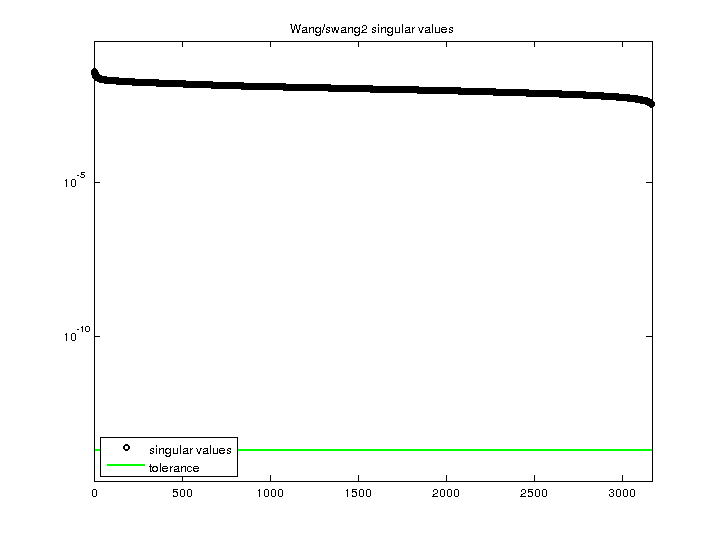 Wang/swang2 singular values
10^-5
10^-10
singular values
tolerance
0 500 1000 1500 2000 2500 3000